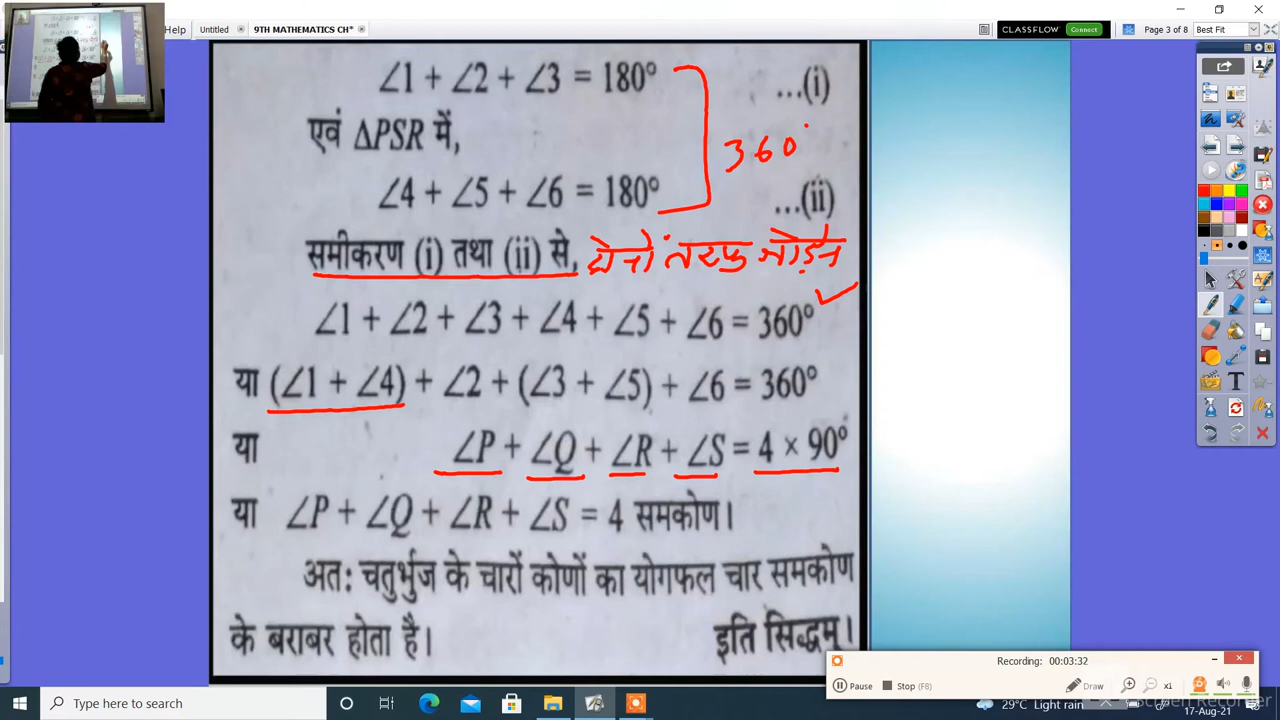 Help
Untitled
9TH MATHEMATICS CH*
CLASSFLOW
Connect
Page 3 of 8
Best Fit
∠1 + ∠2 + ∠3 = 180° ...(i)
एवं ΔPSR में,
360°
∠4 + ∠5 + ∠6 = 180° ...(ii)
समीकरण (i) तथा (ii) से, दोनों तरफ जोड़ने
∠1 + ∠2 + ∠3 + ∠4 + ∠5 + ∠6 = 360°
या (∠1 + ∠4) + ∠2 + (∠3 + ∠5) + ∠6 = 360°
या ∠P + ∠Q + ∠R + ∠S = 4 × 90°
या ∠P + ∠Q + ∠R + ∠S = 4 समकोण।
अतः चतुर्भुज के चारों कोणों का योगफल चार समकोण
के बराबर होता है। इति सिद्धम्।
Recording: 00:03:32
Pause Stop (F8) Draw x1
Type here to search
29°C Light rain
17-Aug-21
Screen Recorder